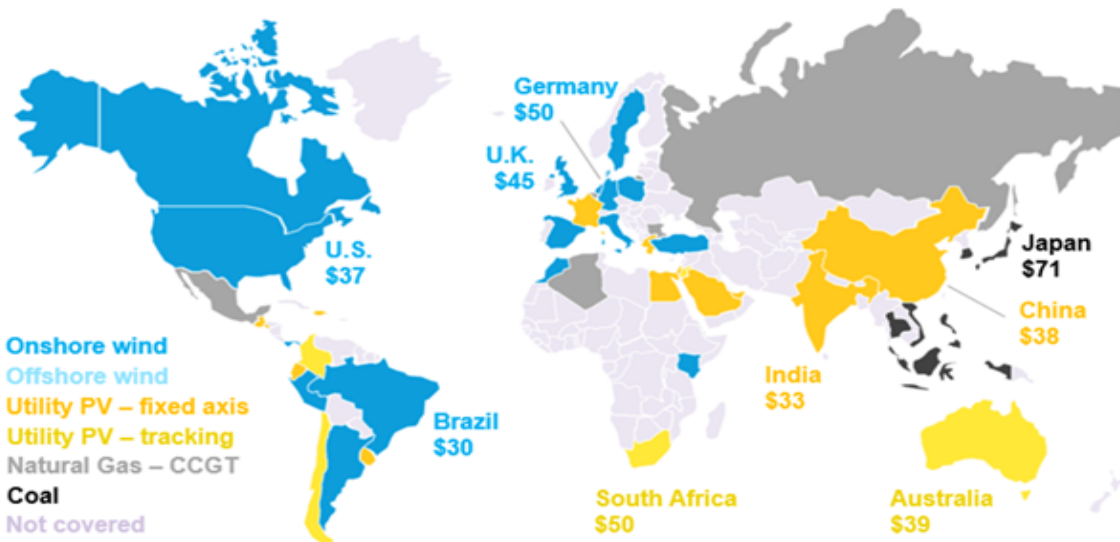 Germany
$50
U.K.
$45
U.S.
$37
Japan
$71
China
$38
India
$33
Brazil
$30
South Africa
$50
Australia
$39
Onshore wind
Offshore wind
Utility PV – fixed axis
Utility PV – tracking
Natural Gas – CCGT
Coal
Not covered